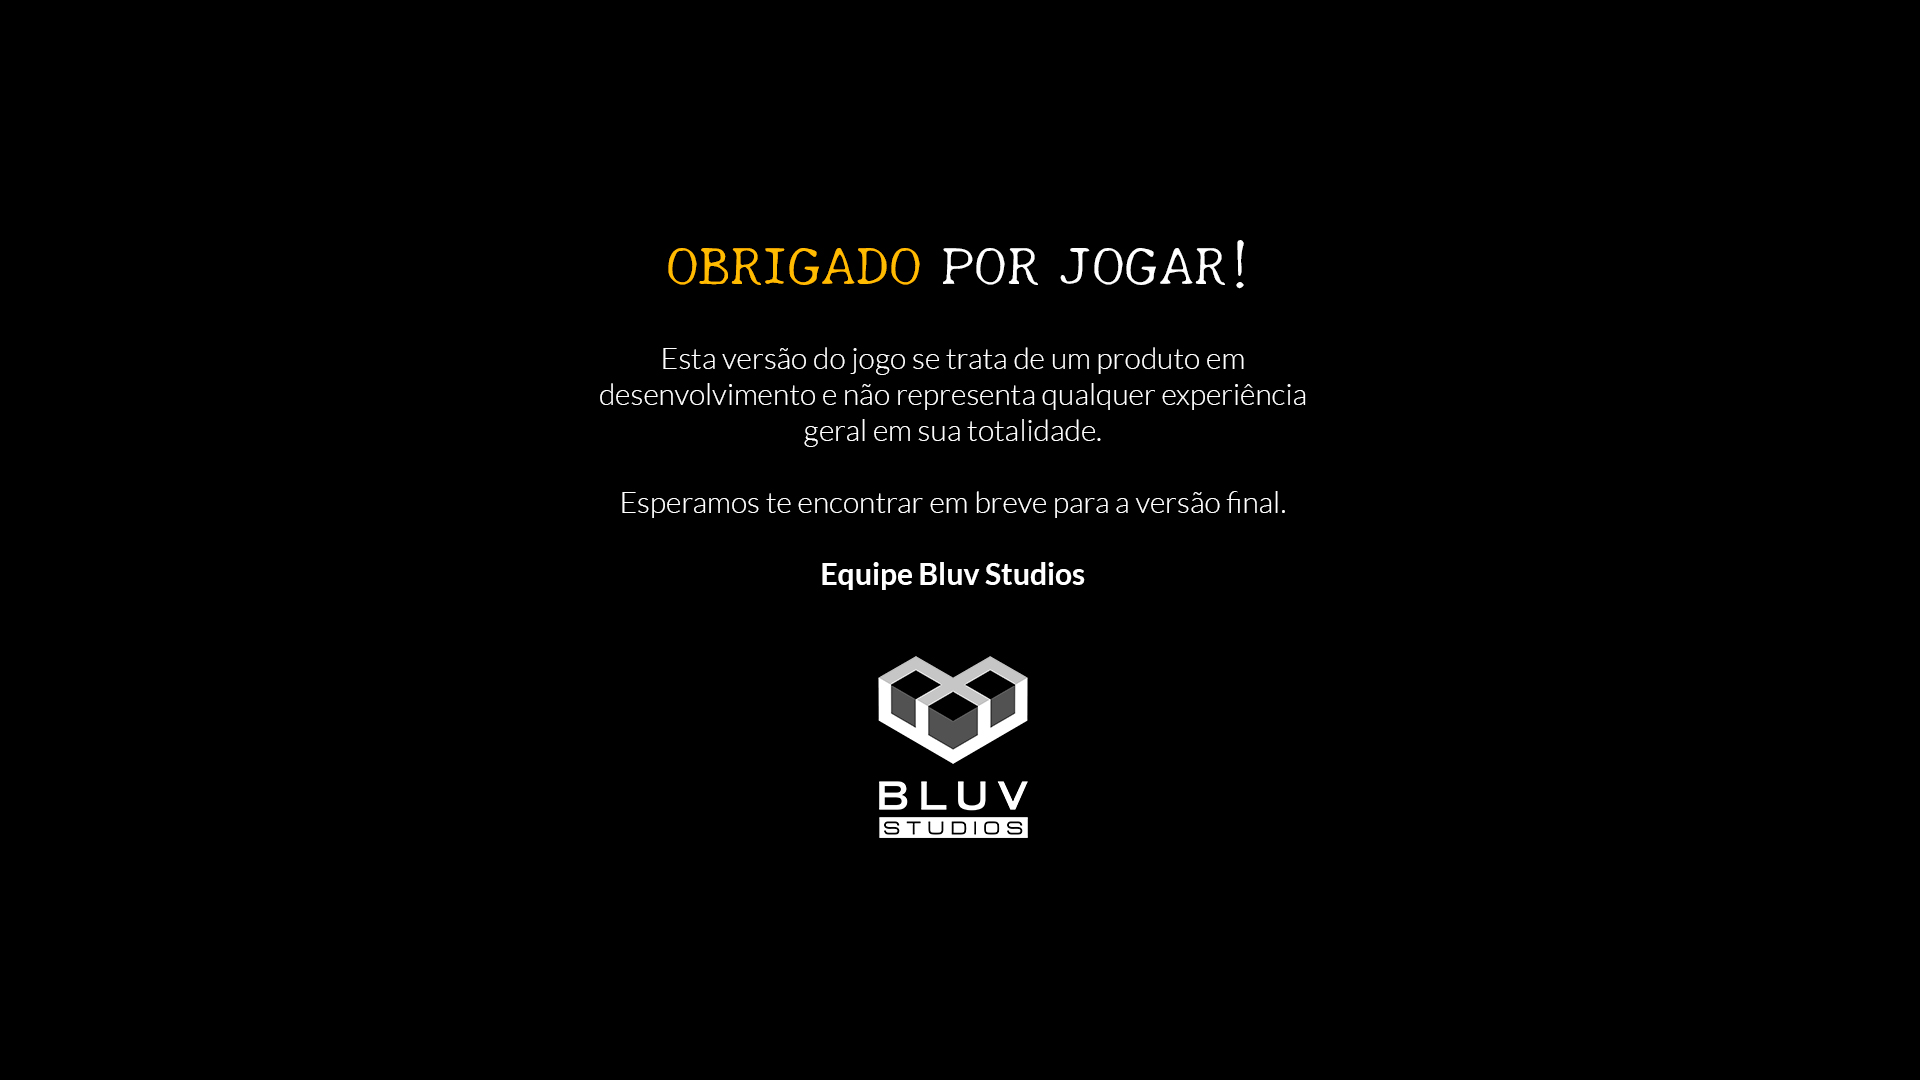 OBRIGADO POR JOGAR!
Esta versão do jogo se trata de um produto em
desenvolvimento e não representa qualquer experiência
geral em sua totalidade.
Esperamos te encontrar em breve para a versão final.
Equipe Bluv Studios
BLUV
STUDIOS